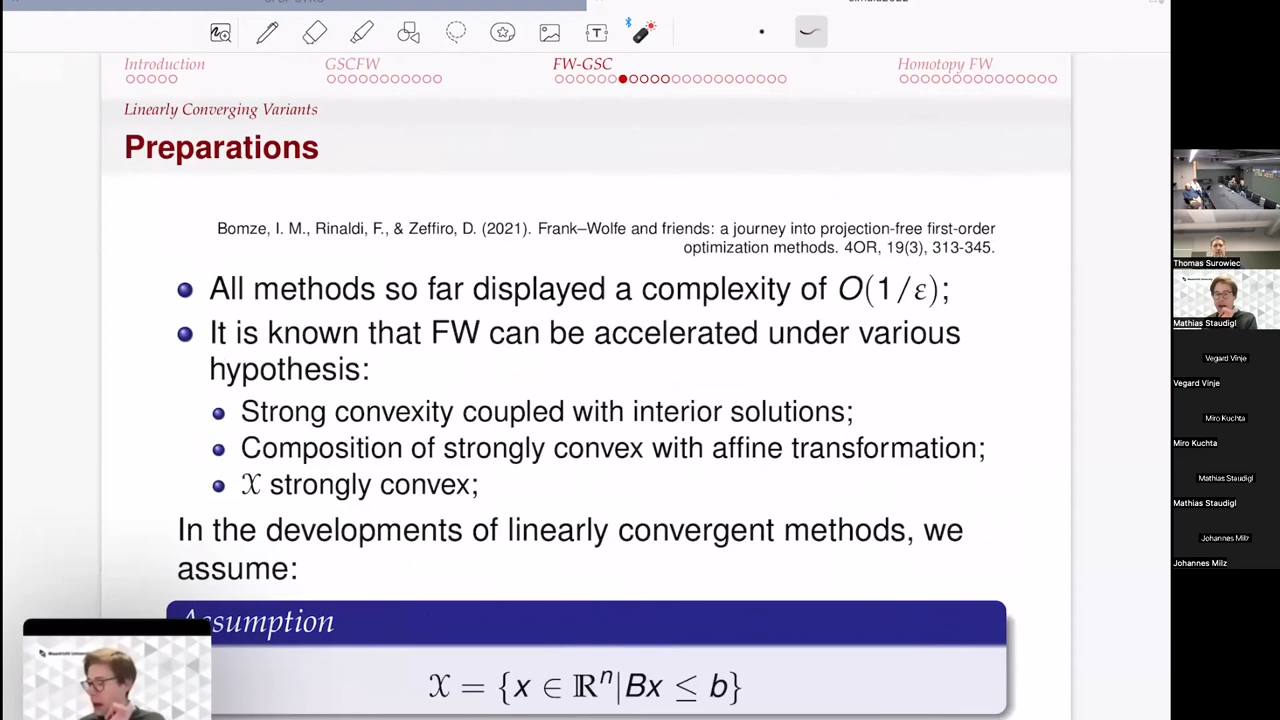 Introduction
GSCFW
FW-GSC
Homotopy FW
Linearly Converging Variants
Preparations
Bomze, I. M., Rinaldi, F., & Zeffiro, D. (2021). Frank–Wolfe and friends: a journey into projection-free first-order
optimization methods. 4OR, 19(3), 313-345.
All methods so far displayed a complexity of O(1/ε);
It is known that FW can be accelerated under various
hypothesis:
Strong convexity coupled with interior solutions;
Composition of strongly convex with affine transformation;
X strongly convex;
In the developments of linearly convergent methods, we
assume:
Assumption
X = {x ∈ ℝⁿ|Bx ≤ b}
Thomas Surowiec
Mathias Staudigl
Vegard Vinje
Vegard Vinje
Miro Kuchta
Miro Kuchta
Mathias Staudigl
Mathias Staudigl
Johannes Milz
Johannes Milz